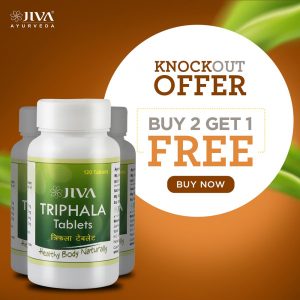 JIVA
AYURVEDA
KNOCKOUT
OFFER
BUY 2 GET 1
FREE
BUY NOW
120 Tablets
JIVA
TRIPHALA
Tablets
त्रिफला टेबलेट
Healthy Body Naturally